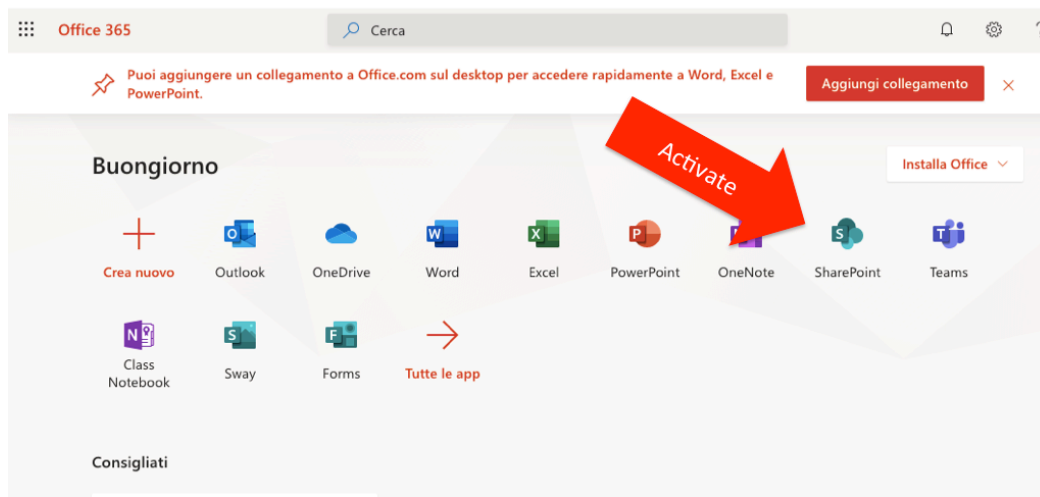 Office 365
Cerca
Puoi aggiungere un collegamento a Office.com sul desktop per accedere rapidamente a Word, Excel e
PowerPoint.
Aggiungi collegamento
Activate
Buongiorno
Installa Office
Crea nuovo
Outlook
OneDrive
Word
Excel
PowerPoint
OneNote
SharePoint
Teams
Class
Notebook
Sway
Forms
Tutte le app
Consigliati